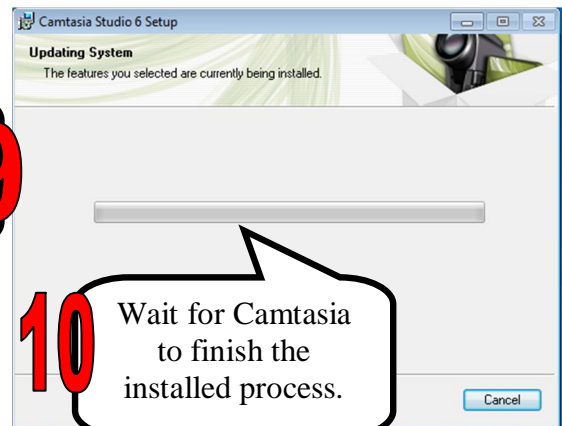 Camtasia Studio 6 Setup
Updating System
The features you selected are currently being installed.
9
10
Wait for Camtasia
to finish the
installed process.
Cancel